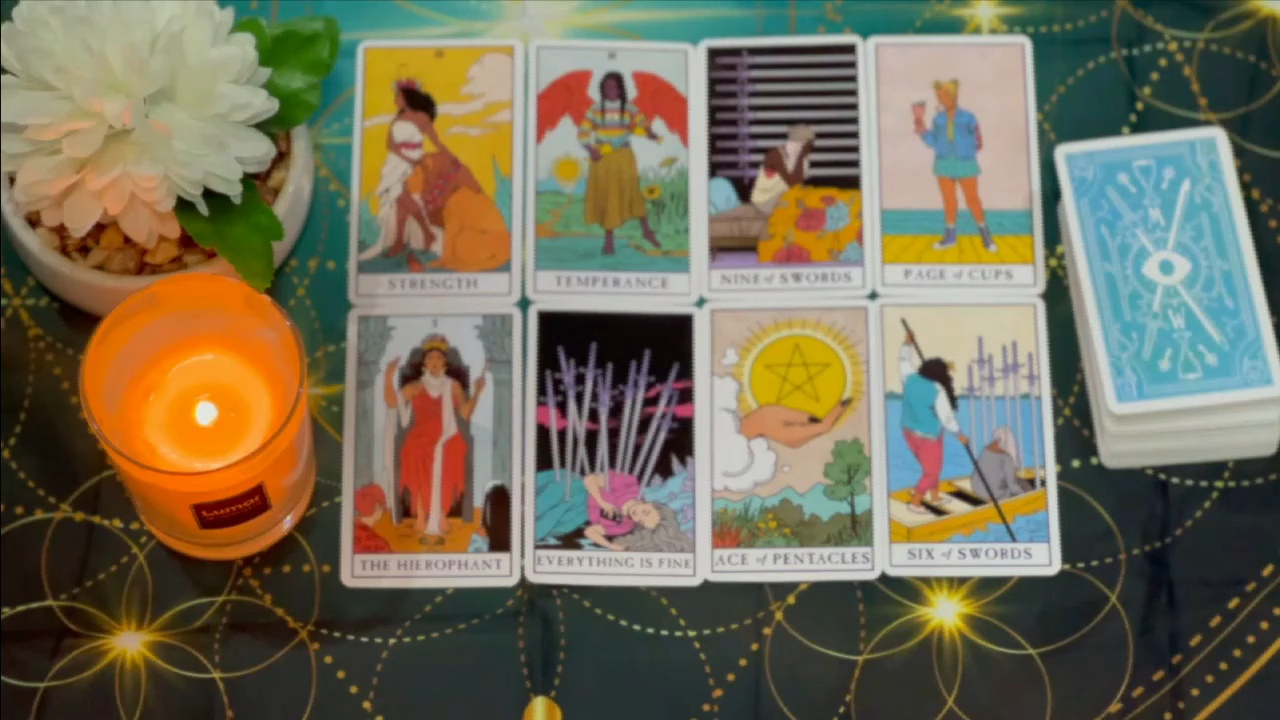 STRENGTH
TEMPERANCE
NINE of SWORDS
PAGE of CUPS
THE HIEROPHANT
EVERYTHING IS FINE
ACE of PENTACLES
SIX of SWORDS
Lumar
M
W